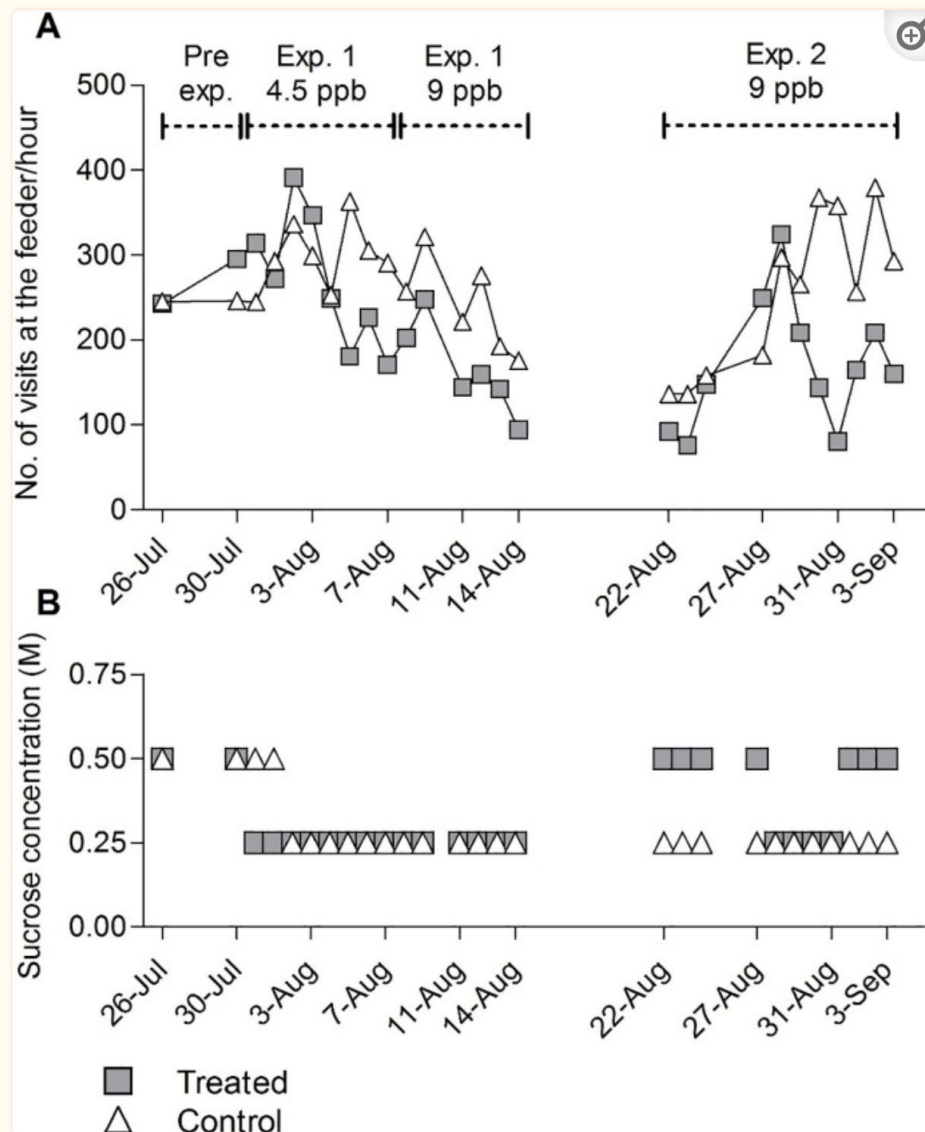 A
Pre exp.
Exp. 1 4.5 ppb
Exp. 1 9 ppb
Exp. 2 9 ppb
No. of visits at the feeder/hour
500
400
300
200
100
0
26-Jul
30-Jul
3-Aug
7-Aug
11-Aug
14-Aug
22-Aug
27-Aug
31-Aug
3-Sep
B
Sucrose concentration (M)
0.75
0.50
0.25
0.00
26-Jul
30-Jul
3-Aug
7-Aug
11-Aug
14-Aug
22-Aug
27-Aug
31-Aug
3-Sep
Treated
Control